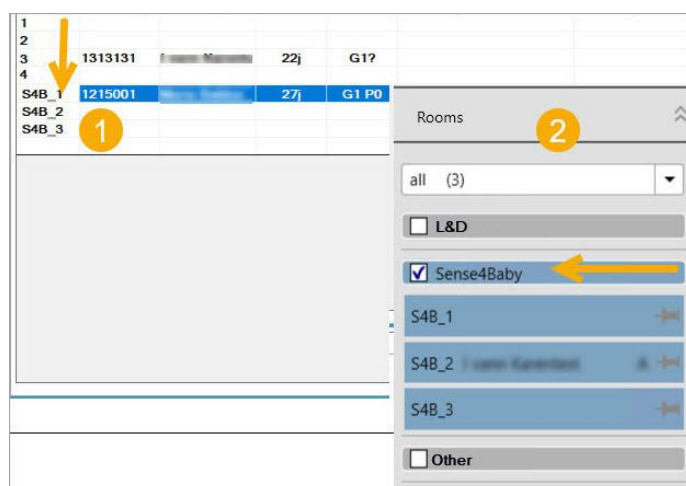 1
2
3 1313131 22j G1?
4
S4B_1 1215001 27j G1 P0
S4B_2
S4B_3
1
Rooms
2
all (3)
L&D
Sense4Baby
S4B_1
S4B_2 A
S4B_3
Other